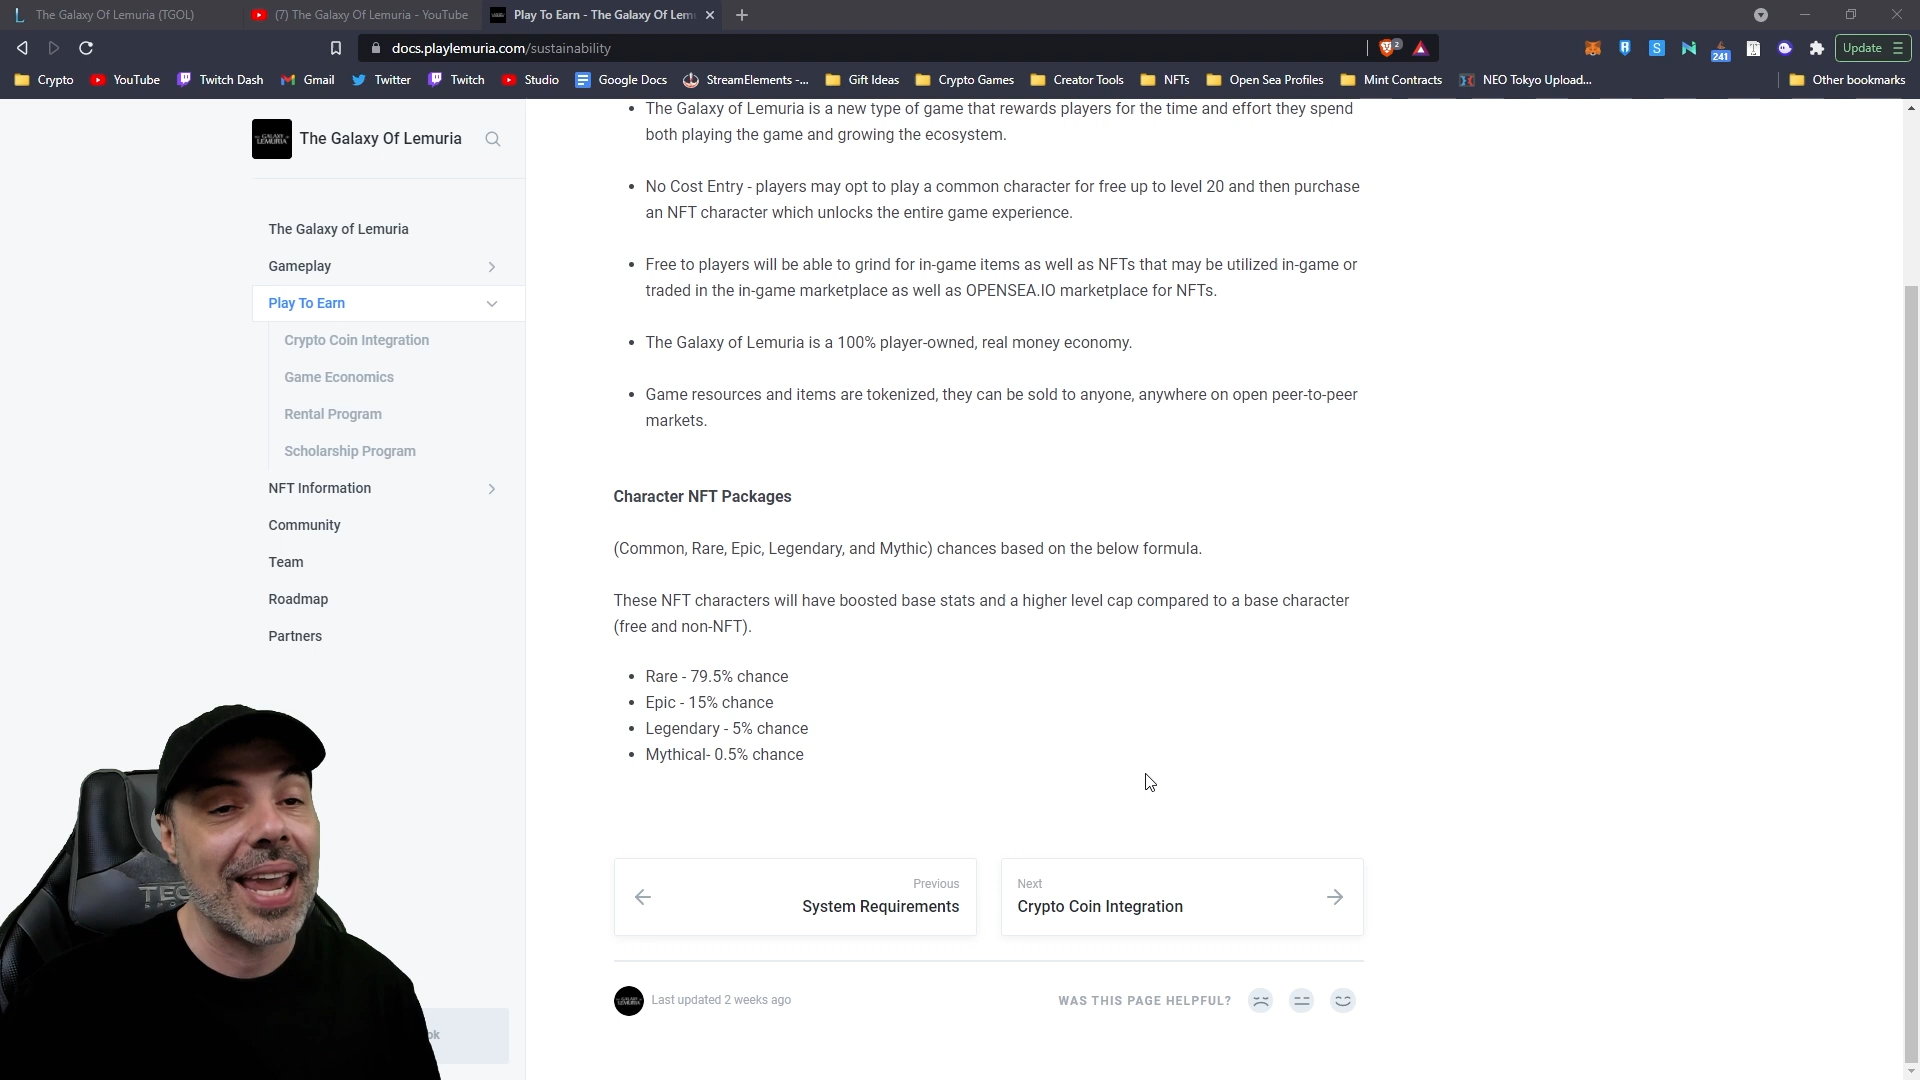 The Galaxy Of Lemuria (TGOL)
(7) The Galaxy Of Lemuria - YouTube
Play To Earn - The Galaxy Of Lem
docs.playlemuria.com/sustainability
2
241
Update
Crypto
YouTube
Twitch Dash
Gmail
Twitter
Twitch
Studio
Google Docs
StreamElements -...
Gift Ideas
Crypto Games
Creator Tools
NFTs
Open Sea Profiles
Mint Contracts
NEO Tokyo Upload...
Other bookmarks
The Galaxy Of Lemuria
The Galaxy of Lemuria
Gameplay
Play To Earn
Crypto Coin Integration
Game Economics
Rental Program
Scholarship Program
NFT Information
Community
Team
Roadmap
Partners
The Galaxy of Lemuria is a new type of game that rewards players for the time and effort they spend
both playing the game and growing the ecosystem.
No Cost Entry - players may opt to play a common character for free up to level 20 and then purchase
an NFT character which unlocks the entire game experience.
Free to players will be able to grind for in-game items as well as NFTs that may be utilized in-game or
traded in the in-game marketplace as well as OPENSEA.IO marketplace for NFTs.
The Galaxy of Lemuria is a 100% player-owned, real money economy.
Game resources and items are tokenized, they can be sold to anyone, anywhere on open peer-to-peer
markets.
Character NFT Packages
(Common, Rare, Epic, Legendary, and Mythic) chances based on the below formula.
These NFT characters will have boosted base stats and a higher level cap compared to a base character
(free and non-NFT).
Rare - 79.5% chance
Epic - 15% chance
Legendary - 5% chance
Mythical- 0.5% chance
Previous
System Requirements
Next
Crypto Coin Integration
Last updated 2 weeks ago
WAS THIS PAGE HELPFUL?